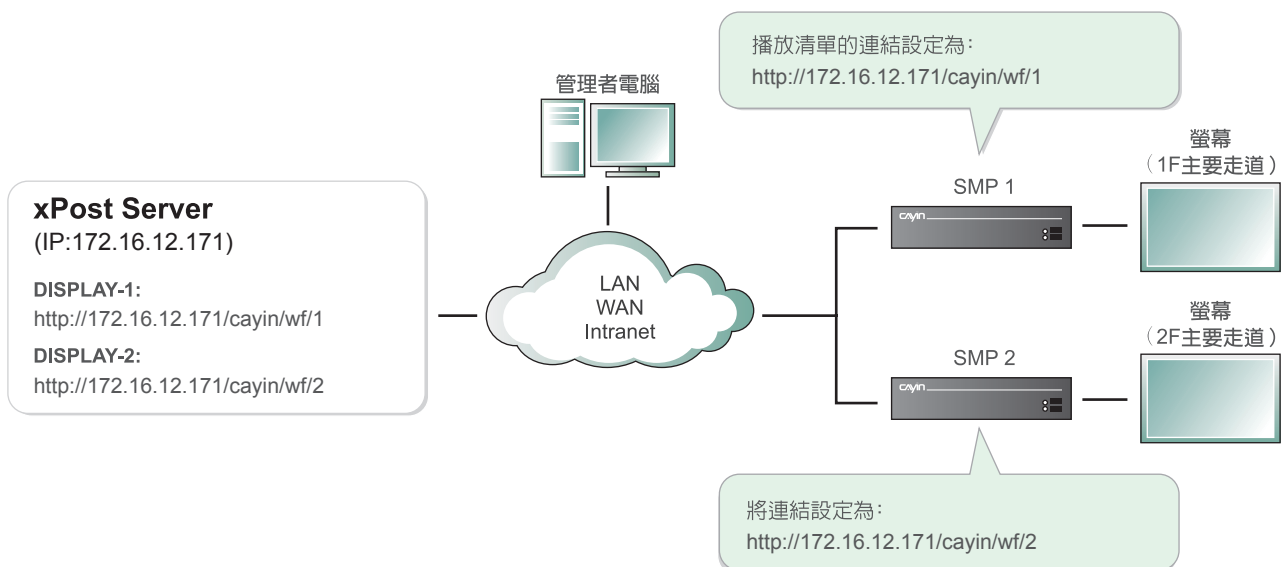 播放清單的連結設定為:
http://172.16.12.171/cayin/wf/1
管理者電腦
螢幕
（1F主要走道）
SMP 1
CAYIN
xPost Server
(IP:172.16.12.171)
DISPLAY-1:
http://172.16.12.171/cayin/wf/1
DISPLAY-2:
http://172.16.12.171/cayin/wf/2
LAN
WAN
Intranet
螢幕
（2F主要走道）
SMP 2
CAYIN
將連結設定為:
http://172.16.12.171/cayin/wf/2